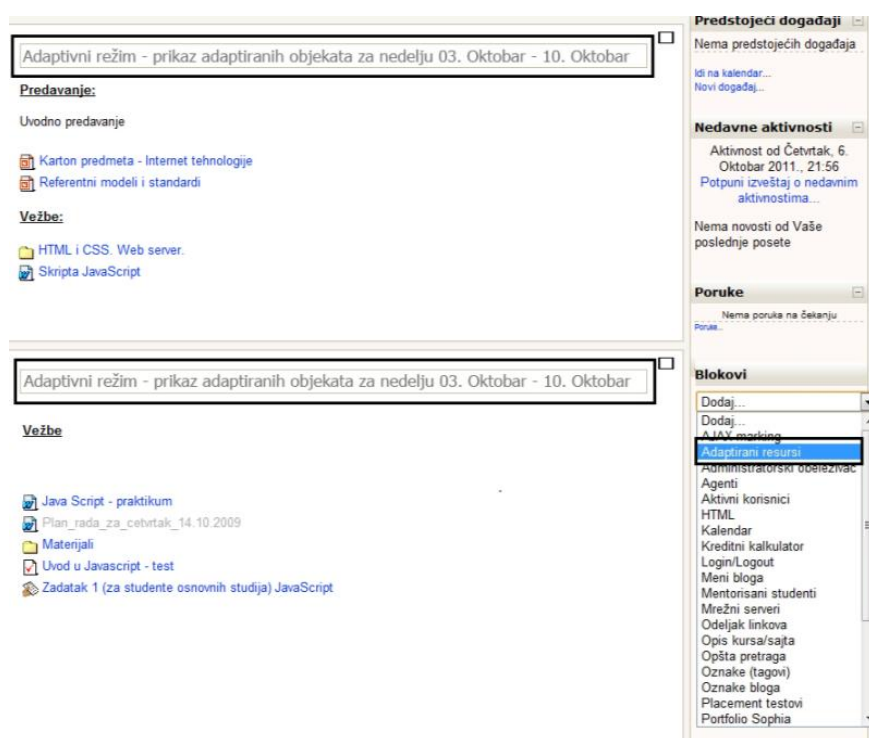 Adaptivni režim - prikaz adaptiranih objekata za nedelju 03. Oktobar - 10. Oktobar
Predavanje:
Uvodno predavanje
Karton predmeta - Internet tehnologije
Referentni modeli i standardi
Vežbe:
HTML i CSS. Web server.
Skripta JavaScript
Adaptivni režim - prikaz adaptiranih objekata za nedelju 03. Oktobar - 10. Oktobar
Vežbe
Java Script - praktikum
Plan_rada_za_cetvrtak_14.10.2009
Materijali
Uvod u Javascript - test
Zadatak 1 (za studente osnovnih studija) JavaScript
Predstojeći događaji
Nema predstojećih događaja
Idi na kalendar...
Novi događaj...
Nedavne aktivnosti
Aktivnost od Četvrtak, 6.
Oktobar 2011., 21:56
Potpuni izveštaj o nedavnim
aktivnostima...
Nema novosti od Vaše
poslednje posete
Poruke
Nema poruka na čekanju
Poruke...
Blokovi
Dodaj...
Dodaj...
AJAX marking
Adaptirani resursi
Administratorski obeleživač
Agenti
Aktivni korisnici
HTML
Kalendar
Kreditni kalkulator
Login/Logout
Meni bloga
Mentorisani studenti
Mrežni serveri
Odeljak linkova
Opis kursa/sajta
Opšta pretraga
Oznake (tagovi)
Oznake bloga
Placement testovi
Portfolio Sophia